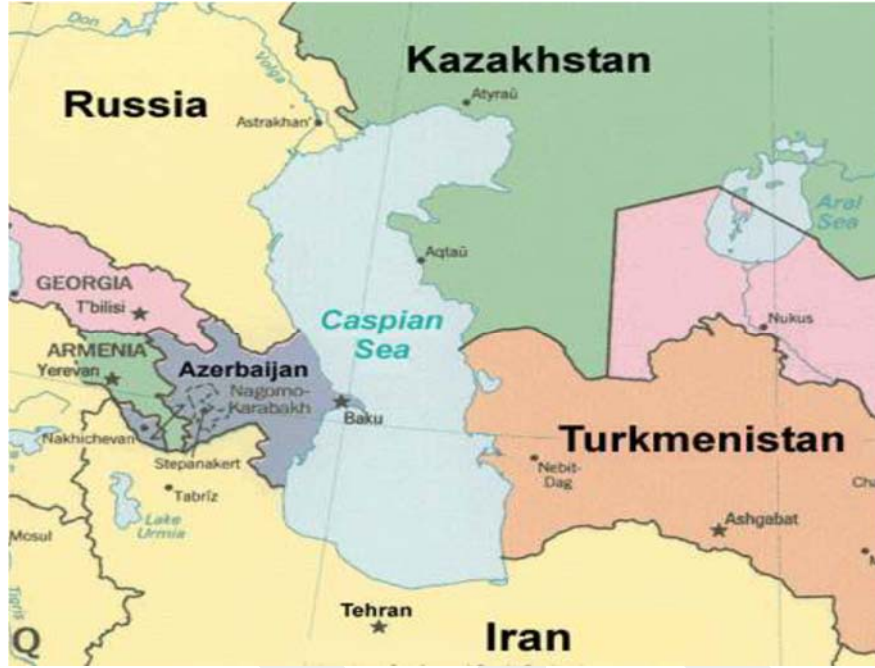 Don
Volga
Kazakhstan
Russia
Atyraū
Astrakhan'
Aral
Sea
Aqtaū
GEORGIA
T'bilisi
Caspian
Sea
Nukus
ARMENIA
Yerevan
Azerbaijan
Nagorno-
Karabakh
Baku
Turkmenistan
Nakhichevan
Stepanakert
Nebit-
Dag
Tabrīz
Cha
Lake
Urmia
Ashgabat
Mosul
M
Tigris
Tehran
Iran
Q